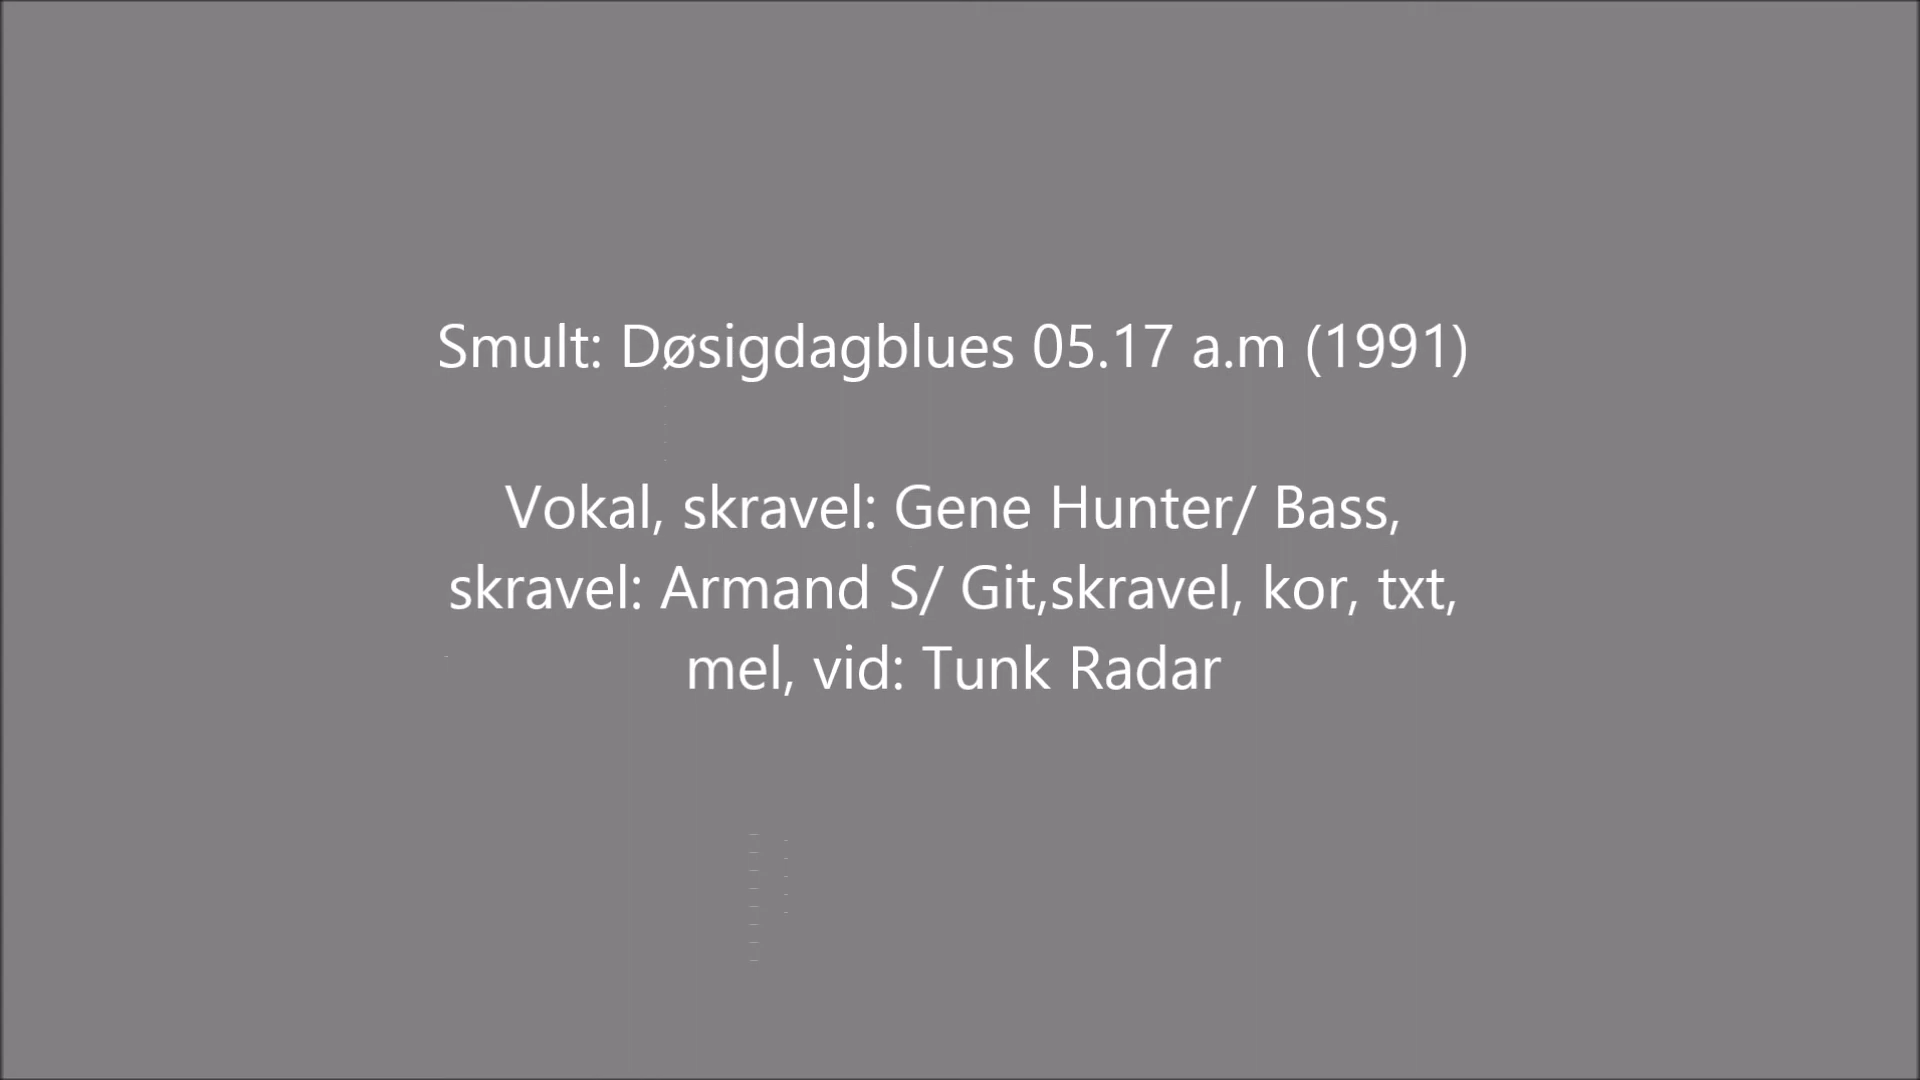 Smult: Døsigdagblues 05.17 a.m (1991)
Vokal, skravel: Gene Hunter/ Bass,
skravel: Armand S/ Git,skravel, kor, txt,
mel, vid: Tunk Radar